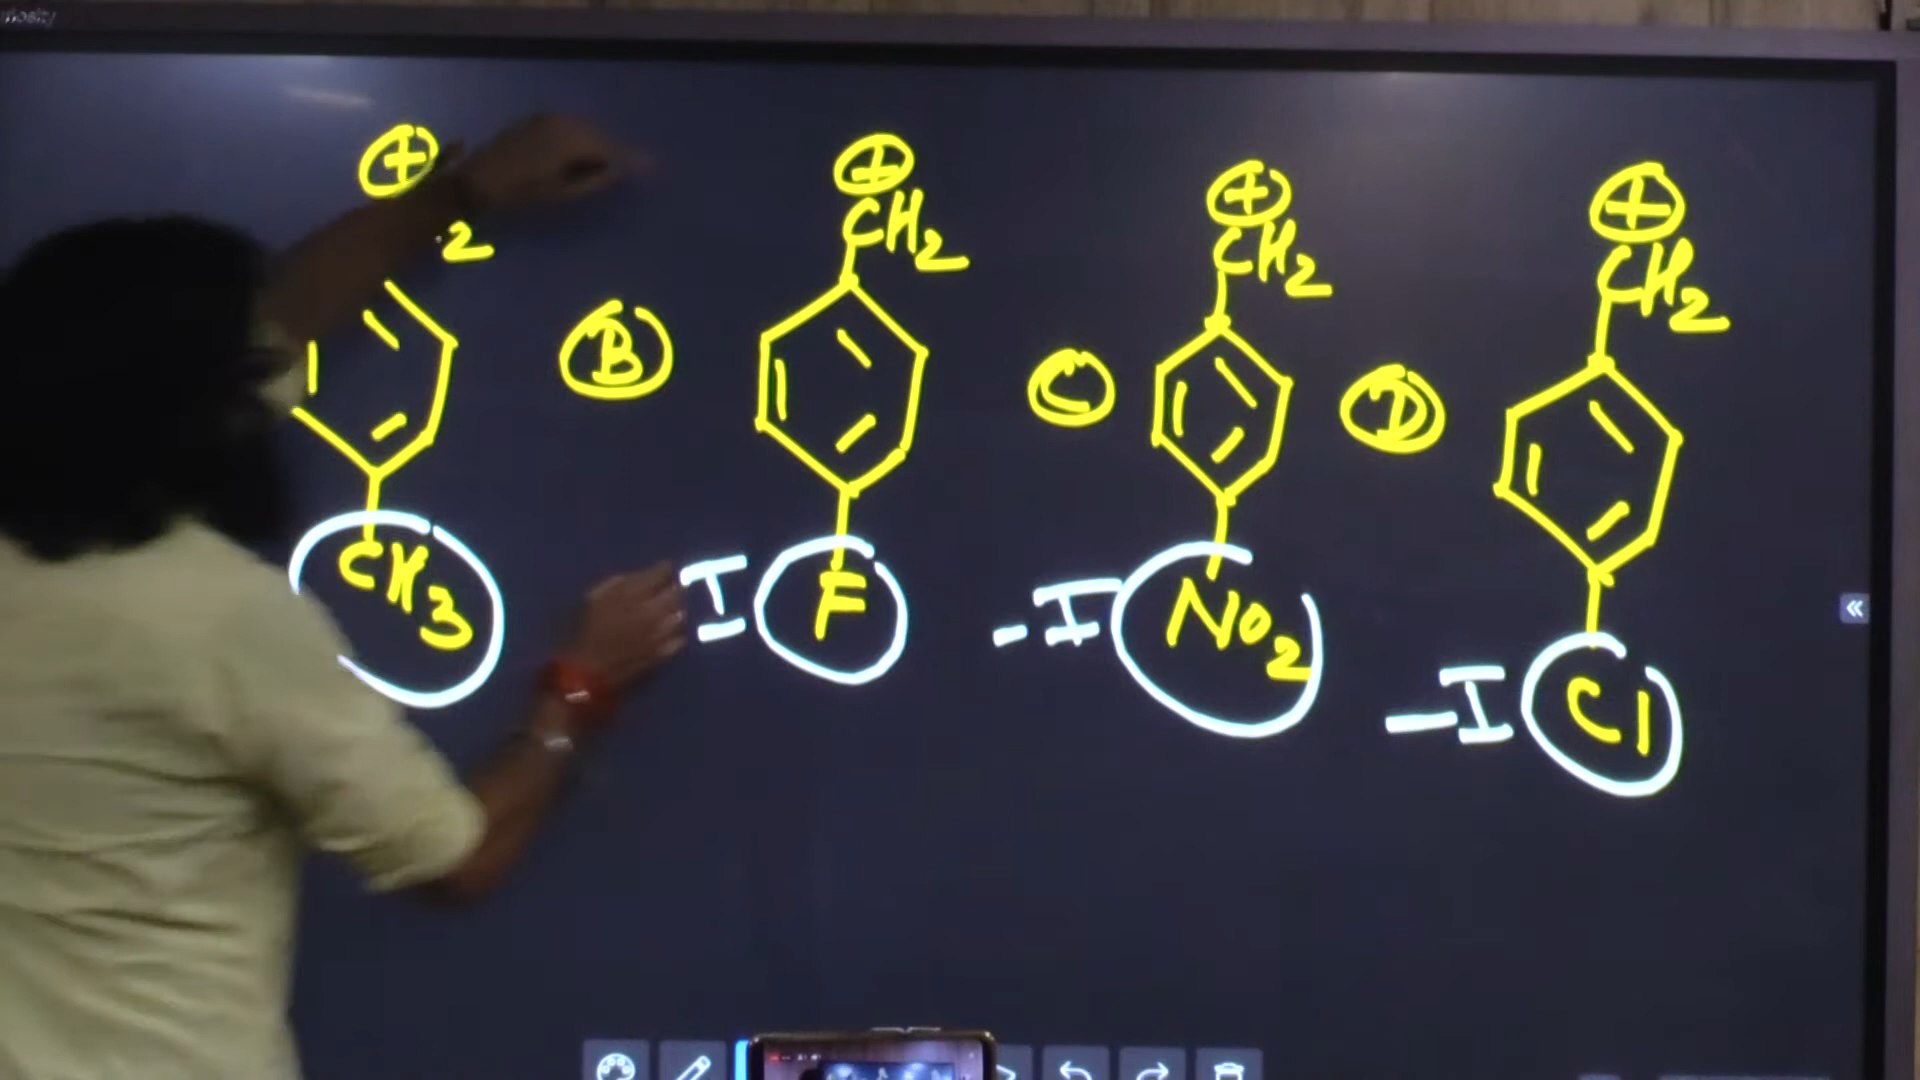 ⊕ ⊕ ⊕ ⊕
2 CH2 CH2 CH2
B C D
CH3 I F -I NO2 -I Cl